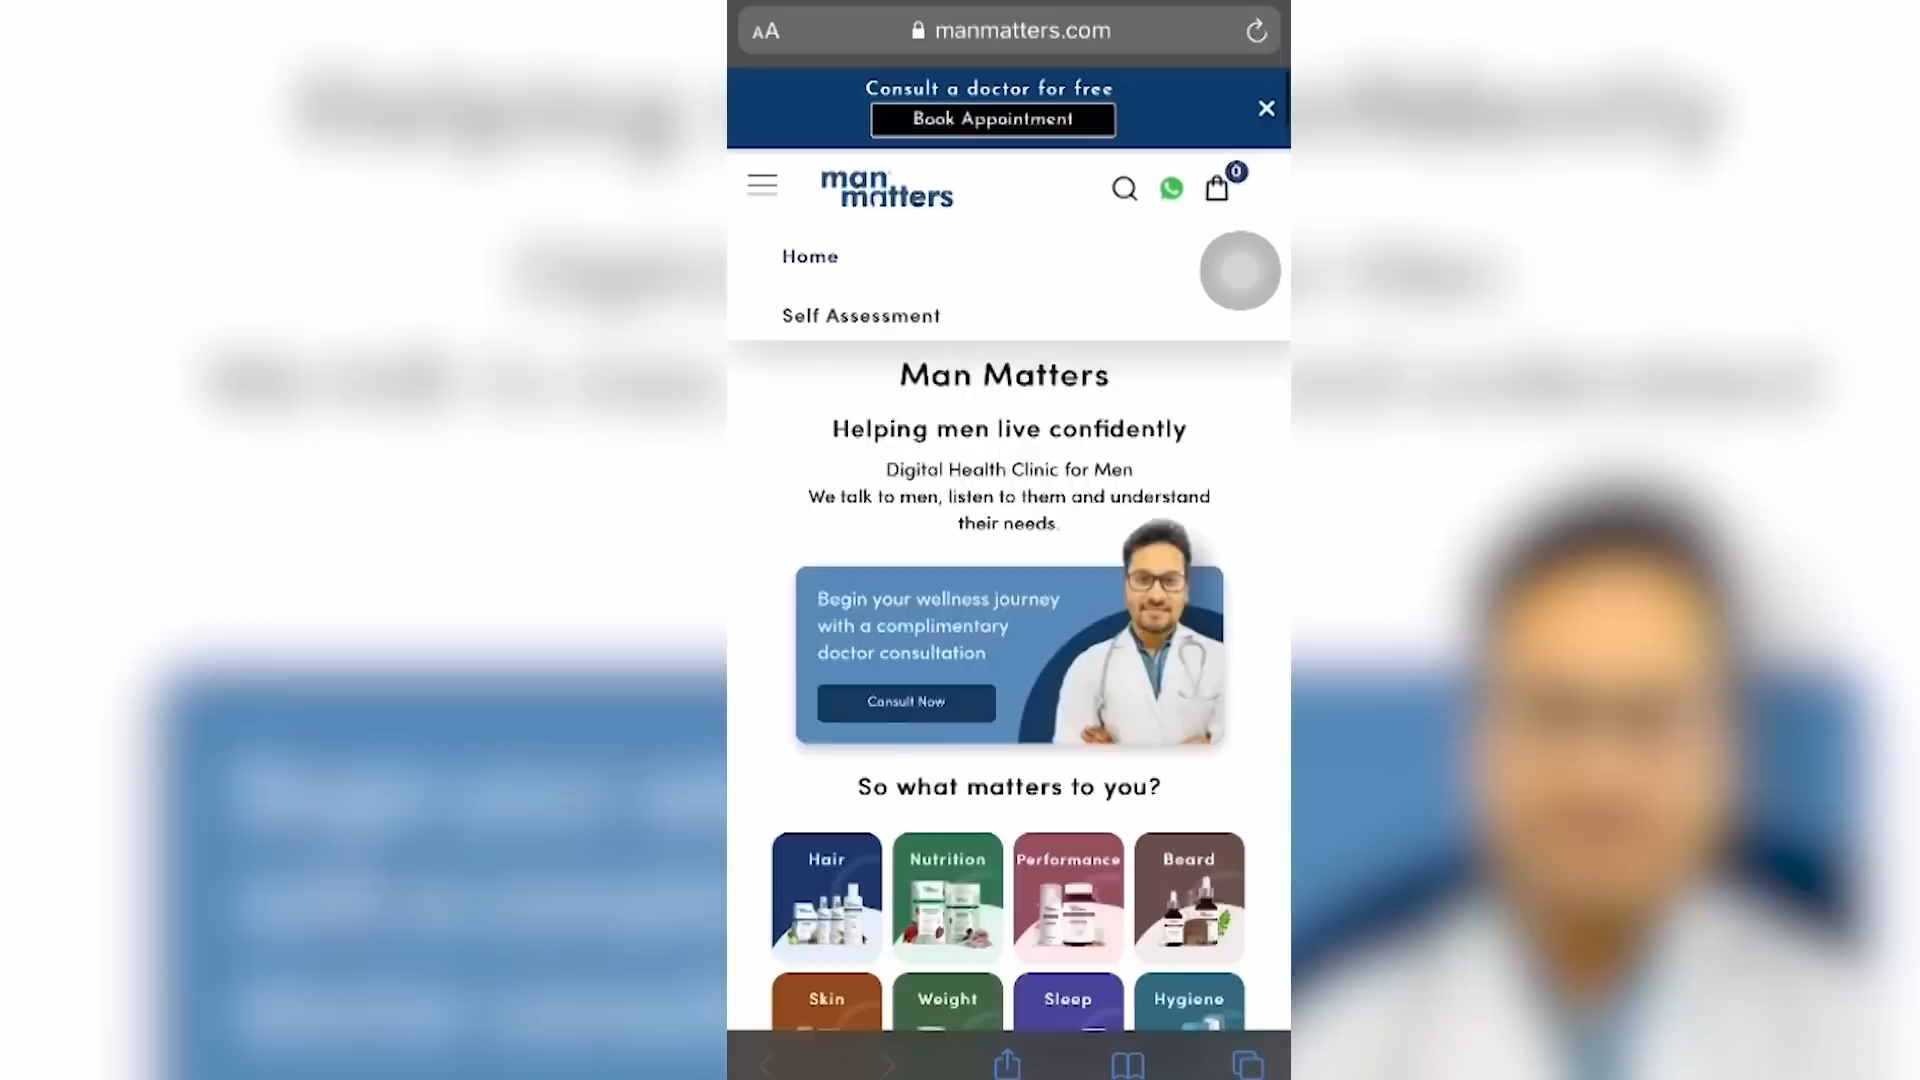 AA manmatters.com
Consult a doctor for free
Book Appointment
man
matters
0
Home
Self Assessment
Man Matters
Helping men live confidently
Digital Health Clinic for Men
We talk to men, listen to them and understand
their needs.
Begin your wellness journey
with a complimentary
doctor consultation
Consult Now
So what matters to you?
Hair Nutrition Performance Beard
Skin Weight Sleep Hygiene